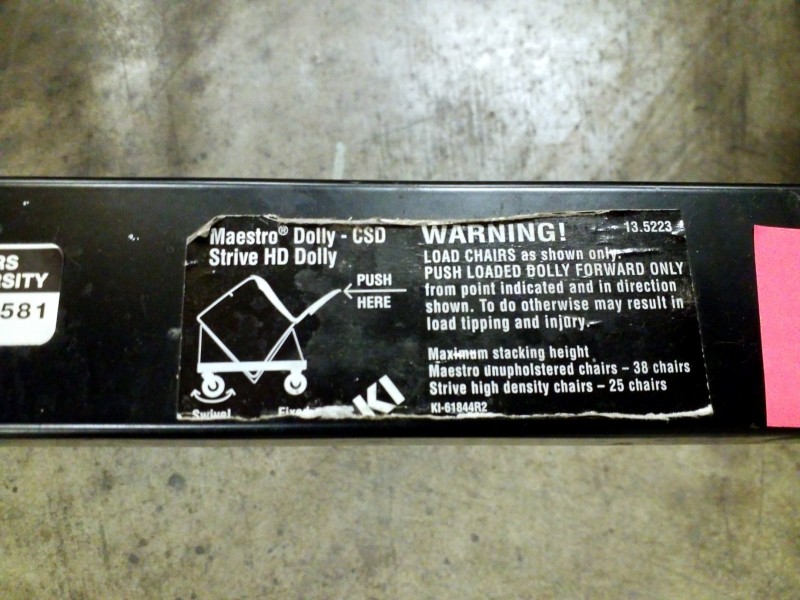 RS
SITY
581
Maestro® Dolly - CSD
Strive HD Dolly
PUSH
HERE
Swivel
KI
WARNING!
13.5223
LOAD CHAIRS as shown only.
PUSH LOADED DOLLY FORWARD ONLY
from point indicated and in direction
shown. To do otherwise may result in
load tipping and injury.
Maximum stacking height
Maestro unupholstered chairs – 38 chairs
Strive high density chairs – 25 chairs
KI-61844R2